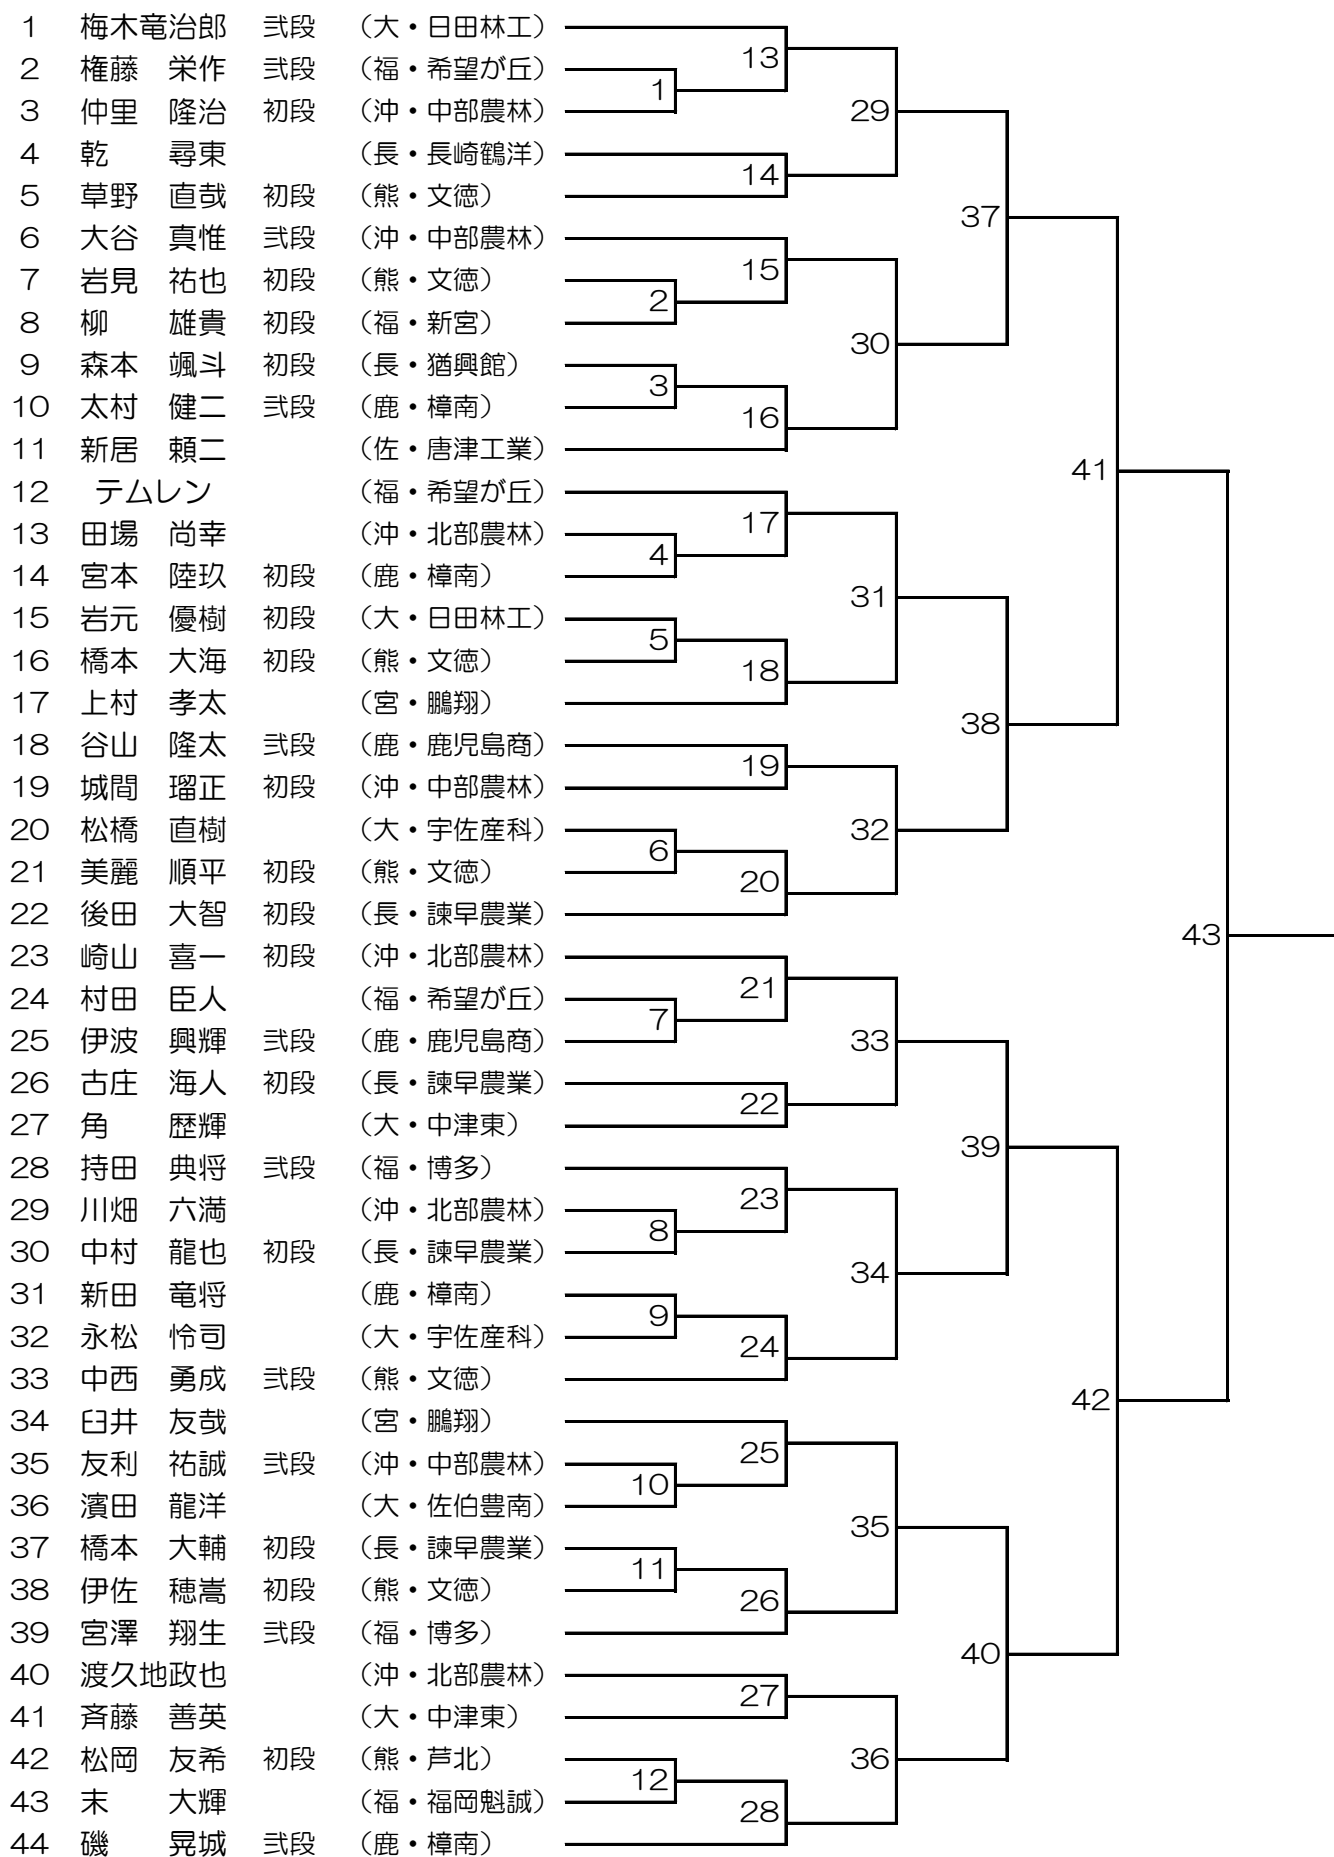 1 梅木竜治郎 弐段 （大・日田林工）
2 権藤 栄作 弐段 （福・希望が丘）
3 仲里 隆治 初段 （沖・中部農林）
4 乾 尋東 （長・長崎鶴洋）
5 草野 直哉 初段 （熊・文徳）
6 大谷 真惟 弐段 （沖・中部農林）
7 岩見 祐也 初段 （熊・文徳）
8 柳 雄貴 初段 （福・新宮）
9 森本 颯斗 初段 （長・猶興館）
10 太村 健二 弐段 （鹿・樟南）
11 新居 頼二 （佐・唐津工業）
12 テムレン （福・希望が丘）
13 田場 尚幸 （沖・北部農林）
14 宮本 陸玖 初段 （鹿・樟南）
15 岩元 優樹 初段 （大・日田林工）
16 橋本 大海 初段 （熊・文徳）
17 上村 孝太 （宮・鵬翔）
18 谷山 隆太 弐段 （鹿・鹿児島商）
19 城間 瑠正 初段 （沖・中部農林）
20 松橋 直樹 （大・宇佐産科）
21 美麗 順平 初段 （熊・文徳）
22 後田 大智 初段 （長・諫早農業）
23 崎山 喜一 初段 （沖・北部農林）
24 村田 臣人 （福・希望が丘）
25 伊波 興輝 弐段 （鹿・鹿児島商）
26 古庄 海人 初段 （長・諫早農業）
27 角 歴輝 （大・中津東）
28 持田 典将 弐段 （福・博多）
29 川畑 六満 （沖・北部農林）
30 中村 龍也 初段 （長・諫早農業）
31 新田 竜将 （鹿・樟南）
32 永松 怜司 （大・宇佐産科）
33 中西 勇成 弐段 （熊・文徳）
34 臼井 友哉 （宮・鵬翔）
35 友利 祐誠 弐段 （沖・中部農林）
36 濱田 龍洋 （大・佐伯豊南）
37 橋本 大輔 初段 （長・諫早農業）
38 伊佐 穂嵩 初段 （熊・文徳）
39 宮澤 翔生 弐段 （福・博多）
40 渡久地政也 （沖・北部農林）
41 斉藤 善英 （大・中津東）
42 松岡 友希 初段 （熊・芦北）
43 末 大輝 （福・福岡魁誠）
44 磯 晃城 弐段 （鹿・樟南）
1
2
3
4
5
6
7
8
9
10
11
12
13
14
15
16
17
18
19
20
21
22
23
24
25
26
27
28
29
30
31
32
33
34
35
36
37
38
39
40
41
42
43